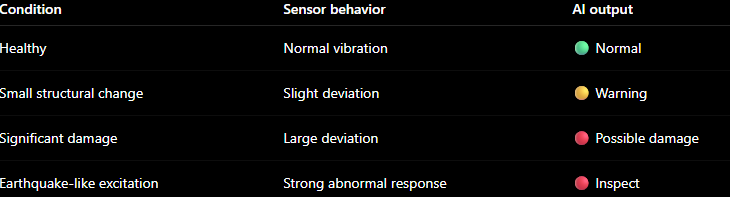 Condition Sensor behavior AI output
Healthy Normal vibration Normal
Small structural change Slight deviation Warning
Significant damage Large deviation Possible damage
Earthquake-like excitation Strong abnormal response Inspect